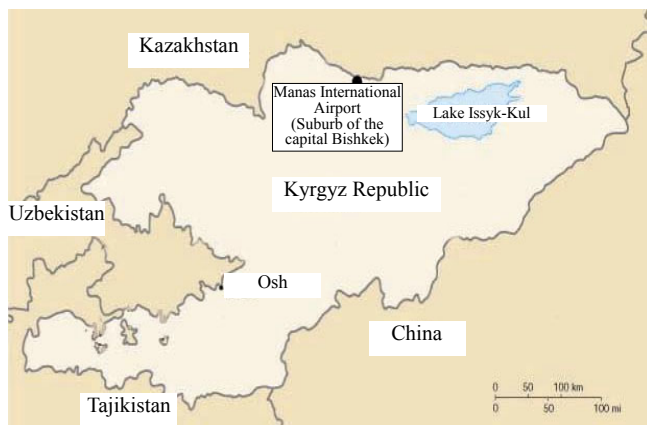 Kazakhstan
Manas International
Airport
(Suburb of the
capital Bishkek)
Lake Issyk-Kul
Kyrgyz Republic
Uzbekistan
Osh
China
Tajikistan
0 50 100 km
0 50 100 mi